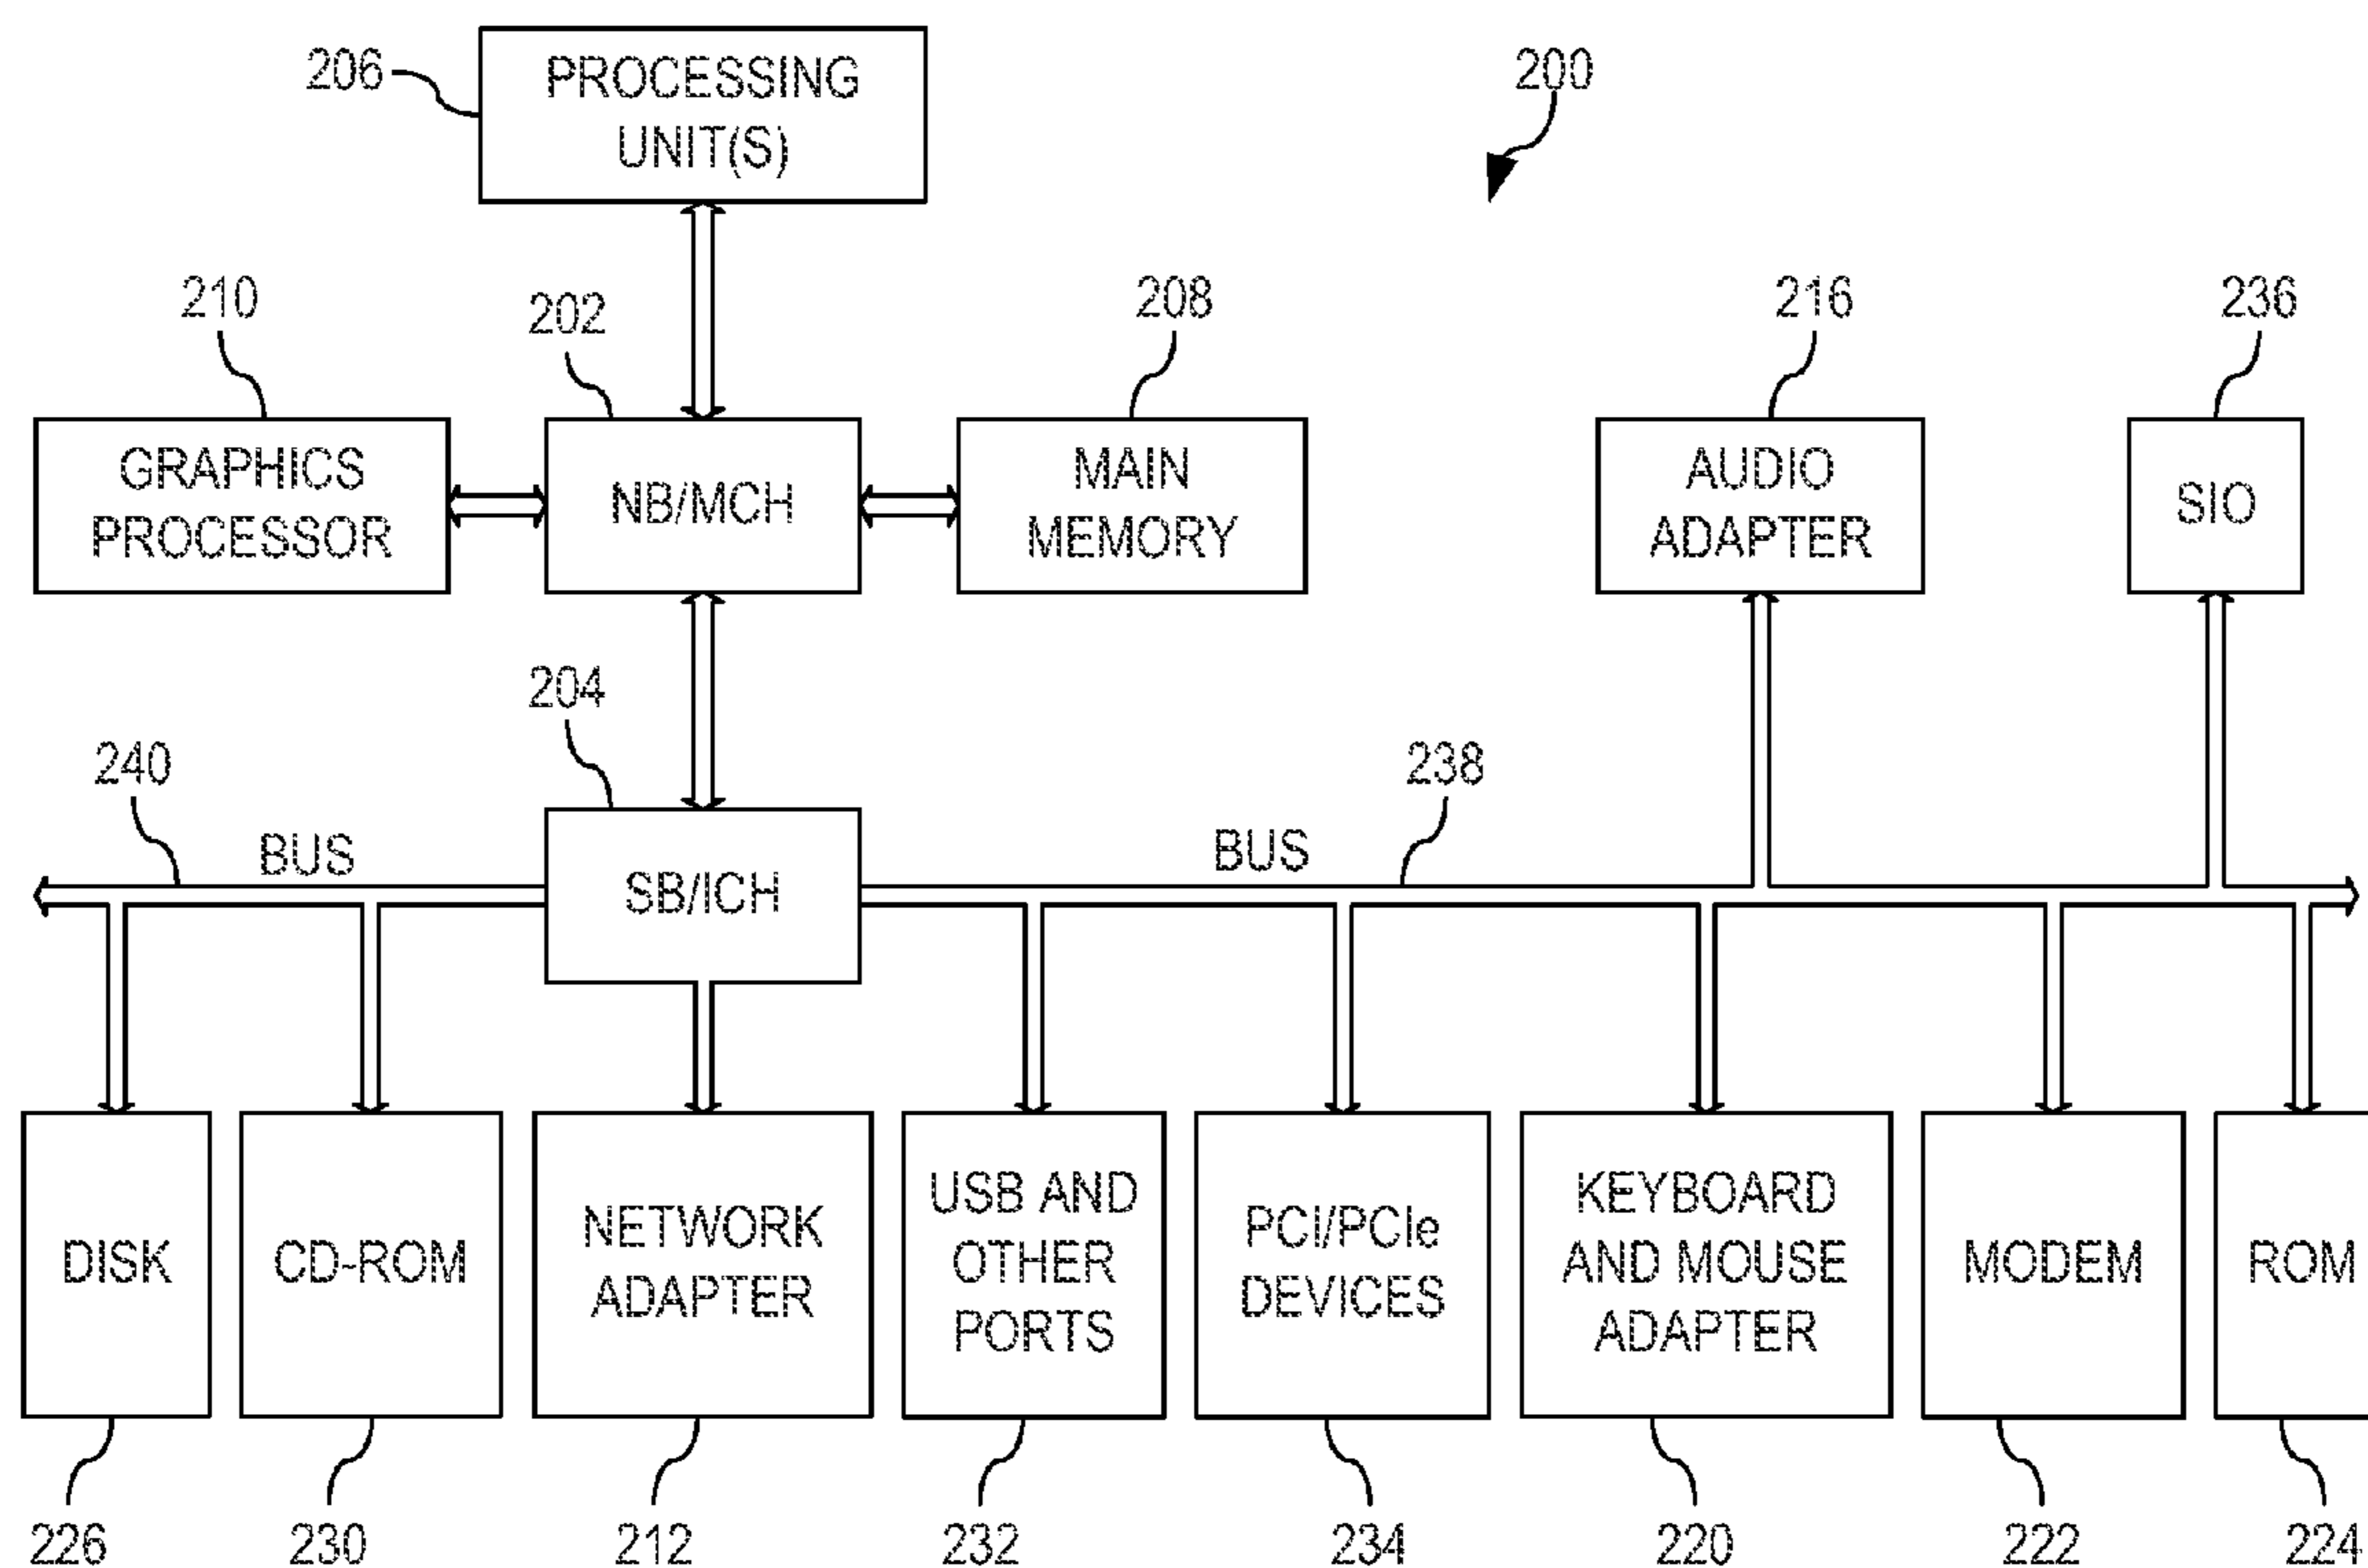 206
PROCESSING
UNIT(S)
200
210
202
208
216
236
GRAPHICS
PROCESSOR
NB/MCH
MAIN
MEMORY
AUDIO
ADAPTER
SIO
204
240
238
BUS
BUS
SB/ICH
DISK
CD-ROM
NETWORK
ADAPTER
USB AND
OTHER
PORTS
PCI/PCIe
DEVICES
KEYBOARD
AND MOUSE
ADAPTER
MODEM
ROM
226
230
212
232
234
220
222
224